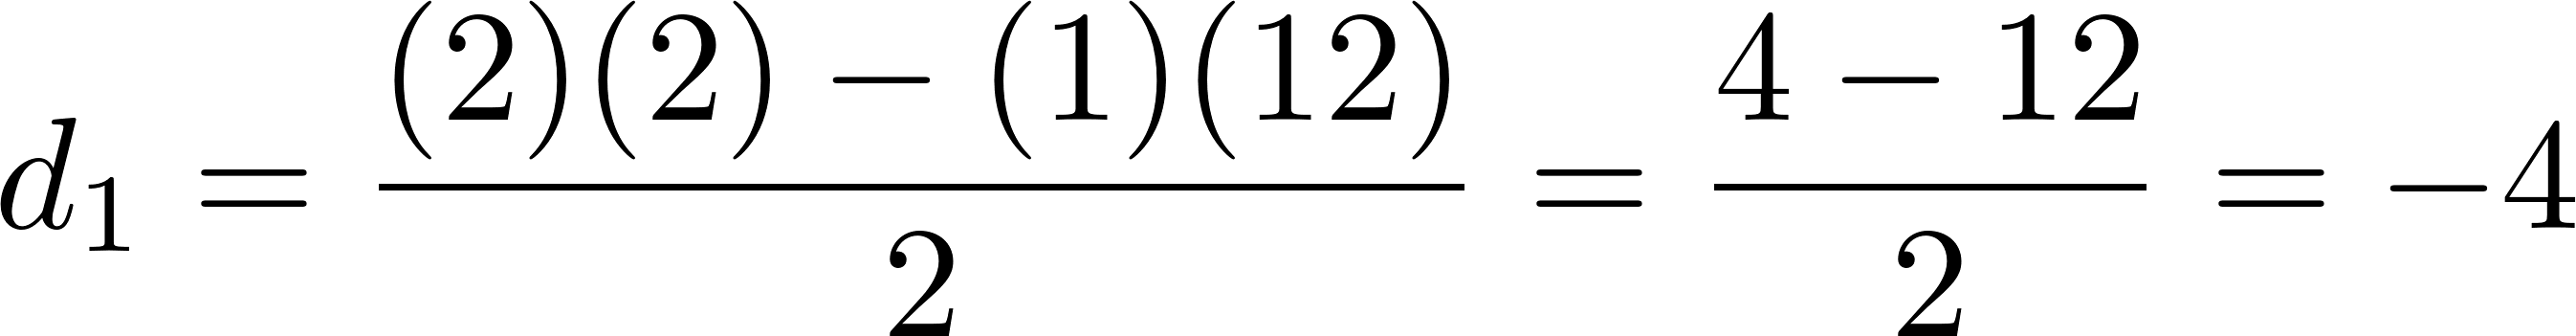 d_1 = \frac{(2)(2) - (1)(12)}{2} = \frac{4 - 12}{2} = -4